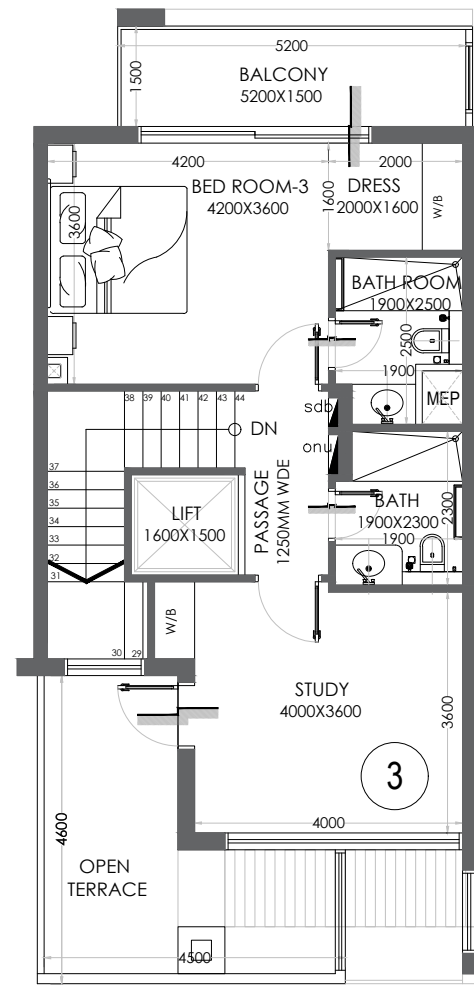 5200
1500
BALCONY
5200X1500
4200
2000
BED ROOM-3
4200X3600
3600
1600
DRESS
2000X1600
W/B
BATH ROOM
1900X2500
2500
1900
MEP
38 39 40 41 42 43 44
DN
sdb
onu
37
36
35
34
33
32
31
LIFT
1600X1500
PASSAGE
1250MM WDE
BATH
1900X2300
1900
2300
W/B
30 29
STUDY
4000X3600
3600
3
4000
4600
OPEN
TERRACE
4500